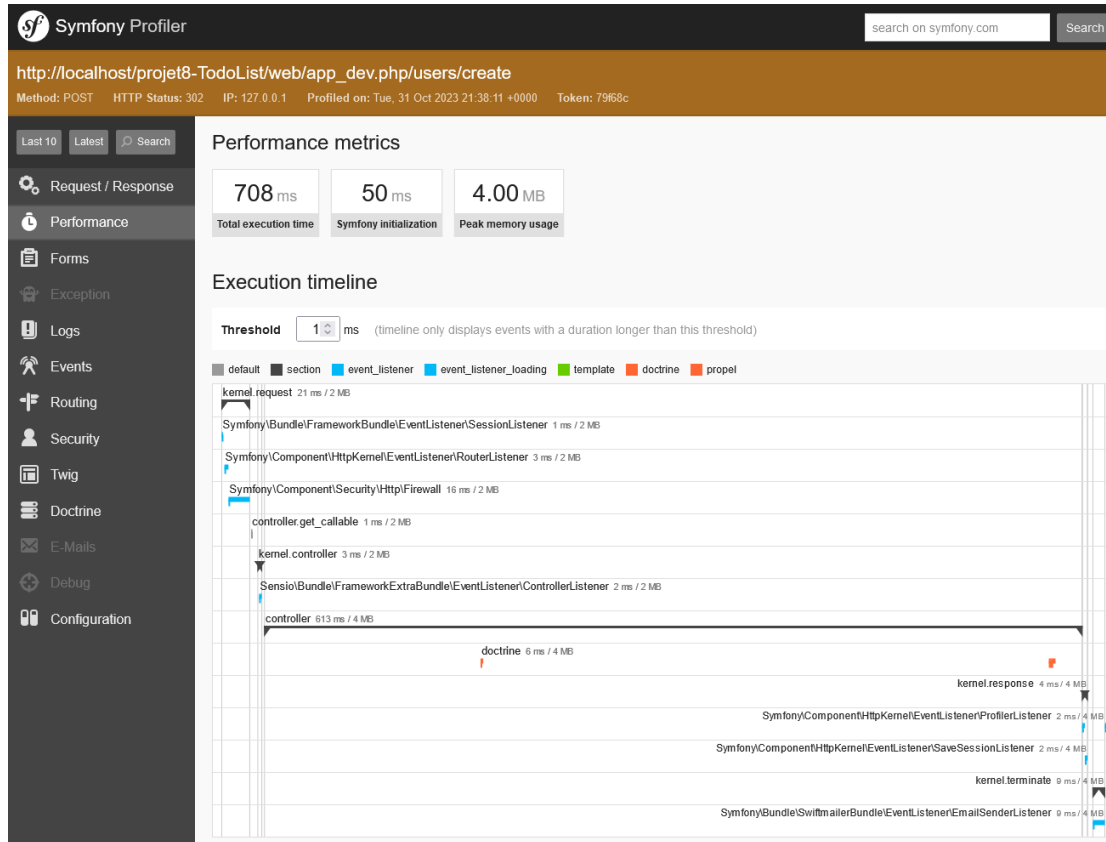 sf Symfony Profiler search on symfony.com Search
http://localhost/projet8-TodoList/web/app_dev.php/users/create
Method: POST HTTP Status: 302 IP: 127.0.0.1 Profiled on: Tue, 31 Oct 2023 21:38:11 +0000 Token: 79f68c
Last 10 Latest Search
Request / Response
Performance
Forms
Exception
Logs
Events
Routing
Security
Twig
Doctrine
E-Mails
Debug
Configuration
Performance metrics
708 ms 50 ms 4.00 MB
Total execution time Symfony initialization Peak memory usage
Execution timeline
Threshold 1 ms (timeline only displays events with a duration longer than this threshold)
default section event_listener event_listener_loading template doctrine propel
kernel.request 21 ms / 2 MB
Symfony\Bundle\FrameworkBundle\EventListener\SessionListener 1 ms / 2 MB
Symfony\Component\HttpKernel\EventListener\RouterListener 3 ms / 2 MB
Symfony\Component\Security\Http\Firewall 16 ms / 2 MB
controller.get_callable 1 ms / 2 MB
kernel.controller 3 ms / 2 MB
Sensio\Bundle\FrameworkExtraBundle\EventListener\ControllerListener 2 ms / 2 MB
controller 613 ms / 4 MB
doctrine 6 ms / 4 MB
kernel.response 4 ms / 4 MB
Symfony\Component\HttpKernel\EventListener\ProfilerListener 2 ms / 4 MB
Symfony\Component\HttpKernel\EventListener\SaveSessionListener 2 ms / 4 MB
kernel.terminate 9 ms / 4 MB
Symfony\Bundle\SwiftmailerBundle\EventListener\EmailSenderListener 9 ms / 4 MB